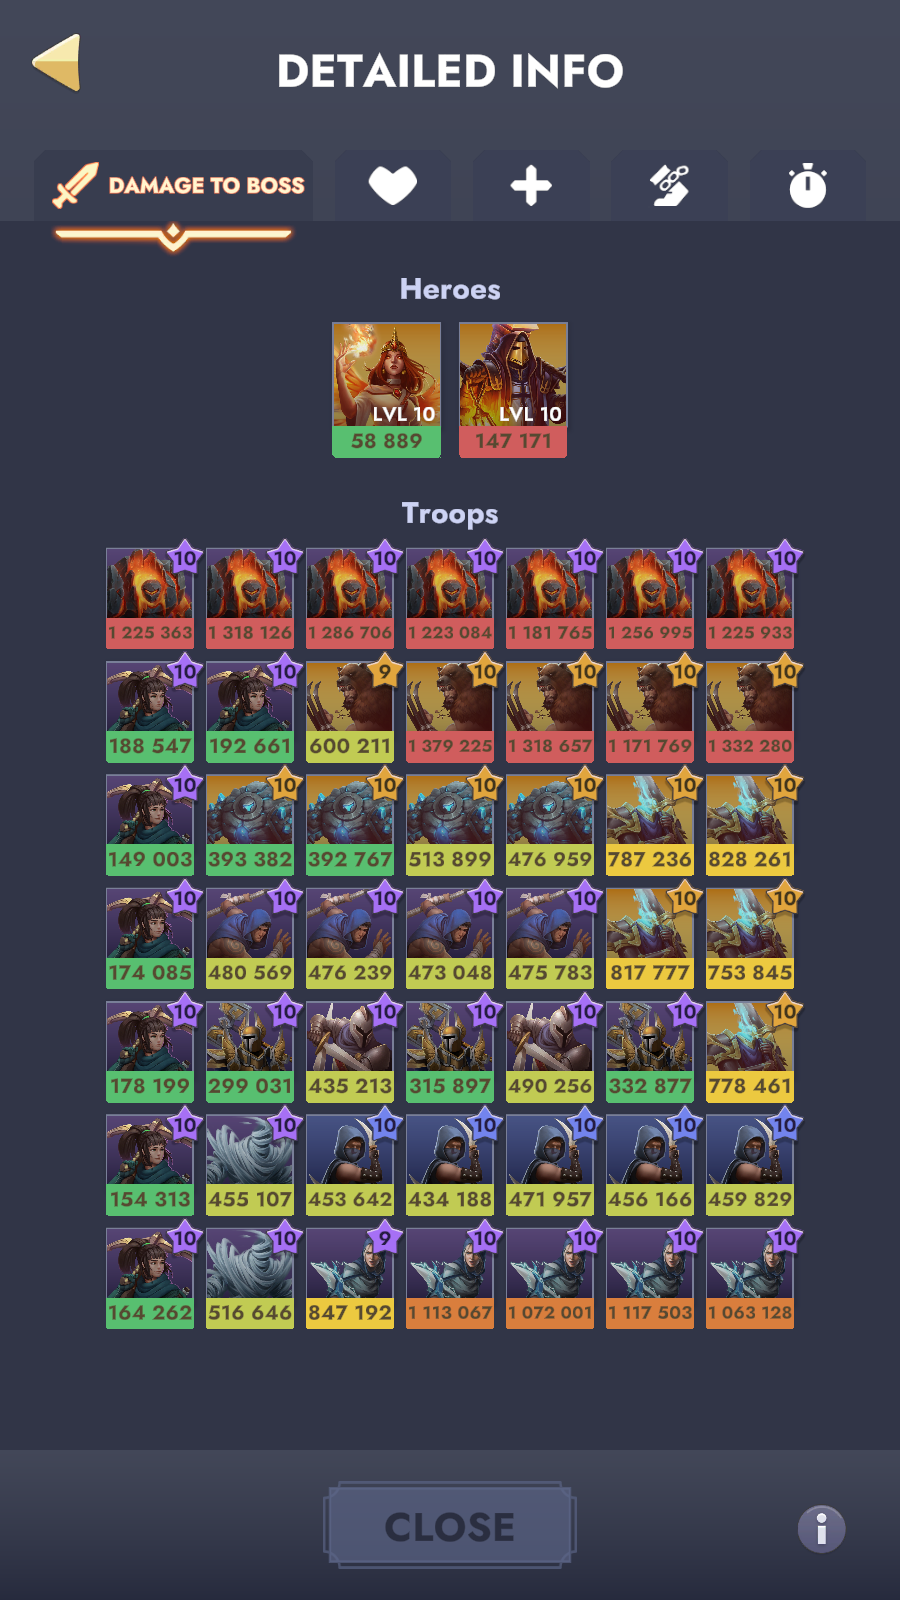 DETAILED INFO
DAMAGE TO BOSS
Heroes
LVL 10 LVL 10
58 889 147 171
Troops
10 10 10 10 10 10 10
1 225 363 1 318 126 1 286 706 1 223 084 1 181 765 1 256 995 1 225 933
10 10 9 10 10 10 10
188 547 192 661 600 211 1 379 225 1 318 657 1 171 769 1 332 280
10 10 10 10 10 10 10
149 003 393 382 392 767 513 899 476 959 787 236 828 261
10 10 10 10 10 10 10
174 085 480 569 476 239 473 048 475 783 817 777 753 845
10 10 10 10 10 10 10
178 199 299 031 435 213 315 897 490 256 332 877 778 461
10 10 10 10 10 10 10
154 313 455 107 453 642 434 188 471 957 456 166 459 829
10 10 9 10 10 10 10
164 262 516 646 847 192 1 113 067 1 072 001 1 117 503 1 063 128
CLOSE
i